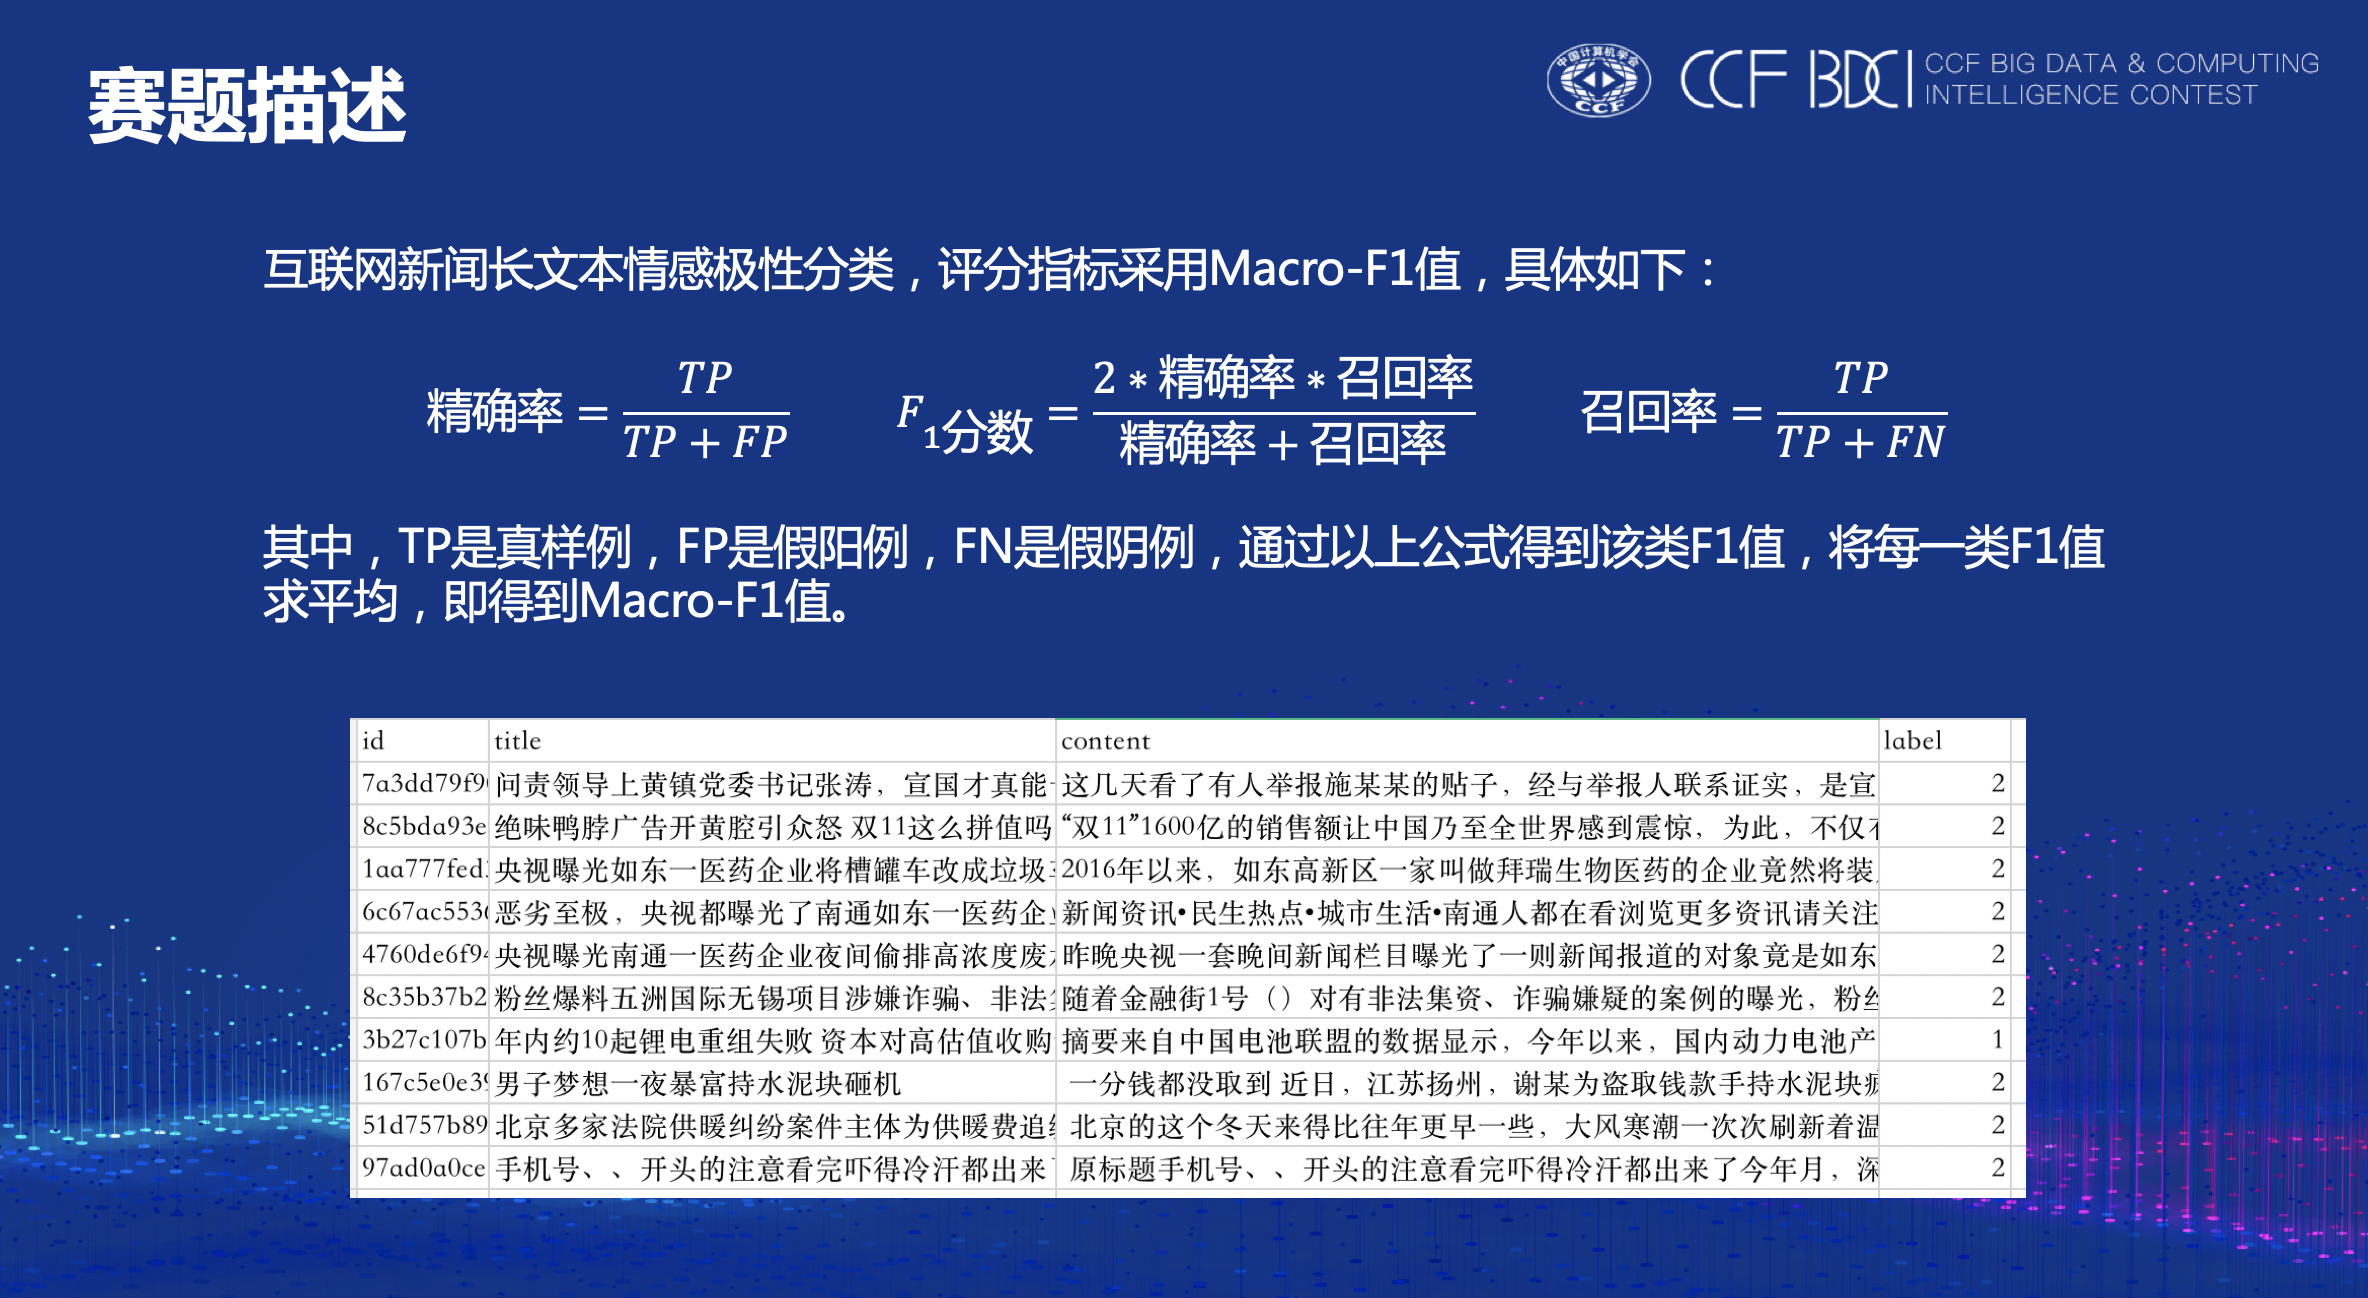 赛题描述
中国计算机学会
CCF
CCF BDCI
CCF BIG DATA & COMPUTING
INTELLIGENCE CONTEST
互联网新闻长文本情感极性分类，评分指标采用Macro-F1值，具体如下：
精确率 = TP / (TP + FP)
F1分数 = 2 * 精确率 * 召回率 / (精确率 + 召回率)
召回率 = TP / (TP + FN)
其中，TP是真样例，FP是假阳例，FN是假阴例，通过以上公式得到该类F1值，将每一类F1值
求平均，即得到Macro-F1值。
id title content label
7a3dd79f9 问责领导上黄镇党委书记张涛，宣国才真能 这几天看了有人举报施某某的贴子，经与举报人联系证实，是宣 2
8c5bda93e 绝味鸭脖广告开黄腔引众怒 双11这么拼值吗 “双11”1600亿的销售额让中国乃至全世界感到震惊，为此，不仅 2
1aa777fed 央视曝光如东一医药企业将槽罐车改成垃圾 2016年以来，如东高新区一家叫做拜瑞生物医药的企业竟然将装 2
6c67ac553 恶劣至极，央视都曝光了南通如东一医药企 新闻资讯•民生热点•城市生活•南通人都在看浏览更多资讯请关注 2
4760de6f9 央视曝光南通一医药企业夜间偷排高浓度废 昨晚央视一套晚间新闻栏目曝光了一则新闻报道的对象竟是如东 2
8c35b37b2 粉丝爆料五洲国际无锡项目涉嫌诈骗、非法 随着金融街1号（）对有非法集资、诈骗嫌疑的案例的曝光，粉丝 2
3b27c107b 年内约10起锂电重组失败 资本对高估值收购 摘要来自中国电池联盟的数据显示，今年以来，国内动力电池产 1
167c5e0e3 男子梦想一夜暴富持水泥块砸机 一分钱都没取到 近日，江苏扬州，谢某为盗取钱款手持水泥块 2
51d757b89 北京多家法院供暖纠纷案件主体为供暖费追 北京的这个冬天来得比往年更早一些，大风寒潮一次次刷新着温 2
97ad0a0ce 手机号、、开头的注意看完吓得冷汗都出来 原标题手机号、、开头的注意看完吓得冷汗都出来了今年月，深 2